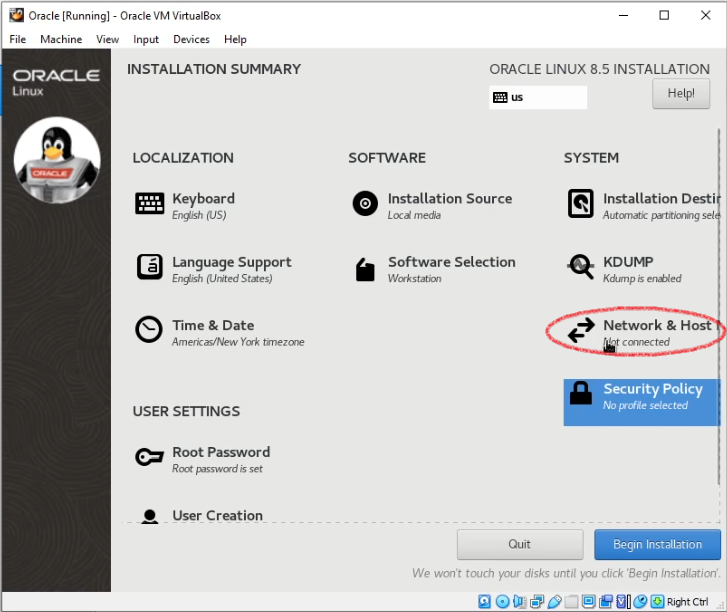 Oracle [Running] - Oracle VM VirtualBox
File Machine View Input Devices Help
ORACLE
Linux
INSTALLATION SUMMARY
ORACLE LINUX 8.5 INSTALLATION
us
Help!
ORACLE
LOCALIZATION
Keyboard
English (US)
Language Support
English (United States)
Time & Date
Americas/New York timezone
USER SETTINGS
Root Password
Root password is set
User Creation
SOFTWARE
Installation Source
Local media
Software Selection
Workstation
SYSTEM
Installation Destin
Automatic partitioning sele
KDUMP
Kdump is enabled
Network & Host
Not connected
Security Policy
No profile selected
Quit
Begin Installation
We won't touch your disks until you click 'Begin Installation'.
Right Ctrl